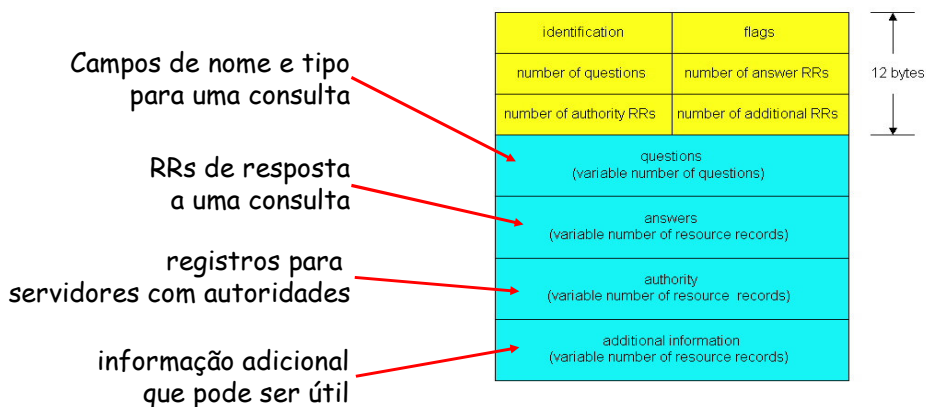 Campos de nome e tipo
para uma consulta
RRs de resposta
a uma consulta
registros para
servidores com autoridades
informação adicional
que pode ser útil
identification
flags
number of questions
number of answer RRs
number of authority RRs
number of additional RRs
12 bytes
questions
(variable number of questions)
answers
(variable number of resource records)
authority
(variable number of resource records)
additional information
(variable number of resource records)